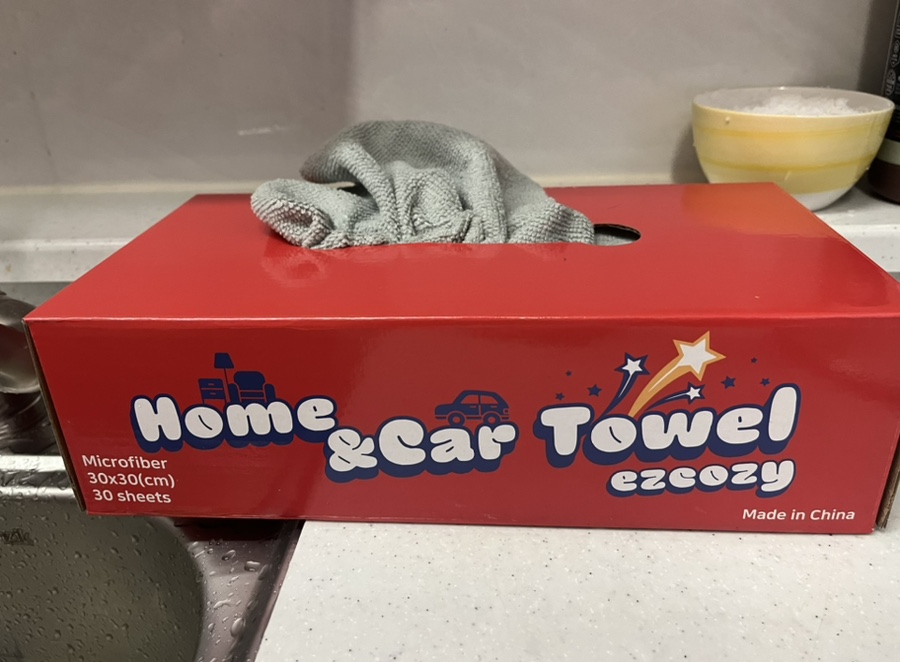 Home
&Car Towel
ezcozy
Microfiber
30x30(cm)
30 sheets
Made in China